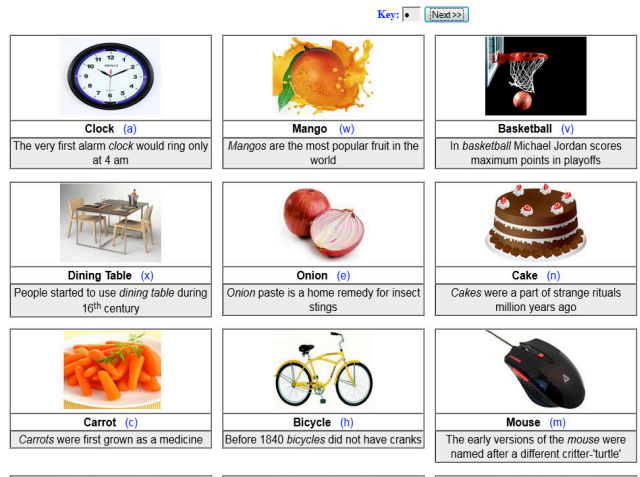 Key: • Next >>
Clock (a)
Mango (w)
Basketball (v)
The very first alarm clock would ring only
at 4 am
Mangos are the most popular fruit in the
world
In basketball Michael Jordan scores
maximum points in playoffs
Dining Table (x)
Onion (e)
Cake (n)
People started to use dining table during
16th century
Onion paste is a home remedy for insect
stings
Cakes were a part of strange rituals
million years ago
Carrot (c)
Bicycle (h)
Mouse (m)
Carrots were first grown as a medicine
Before 1840 bicycles did not have cranks
The early versions of the mouse were
named after a different critter-'turtle'